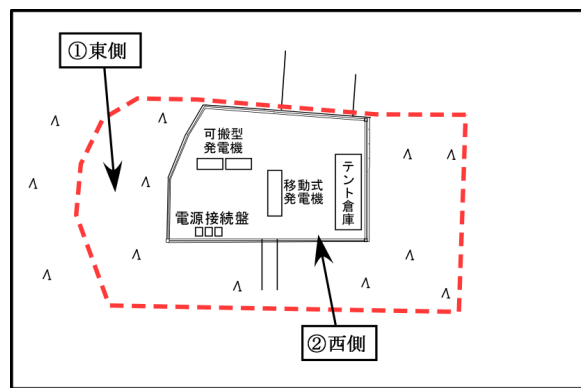 ①東側
可搬型
発電機
移動式
発電機
テント倉庫
電源接続盤
②西側